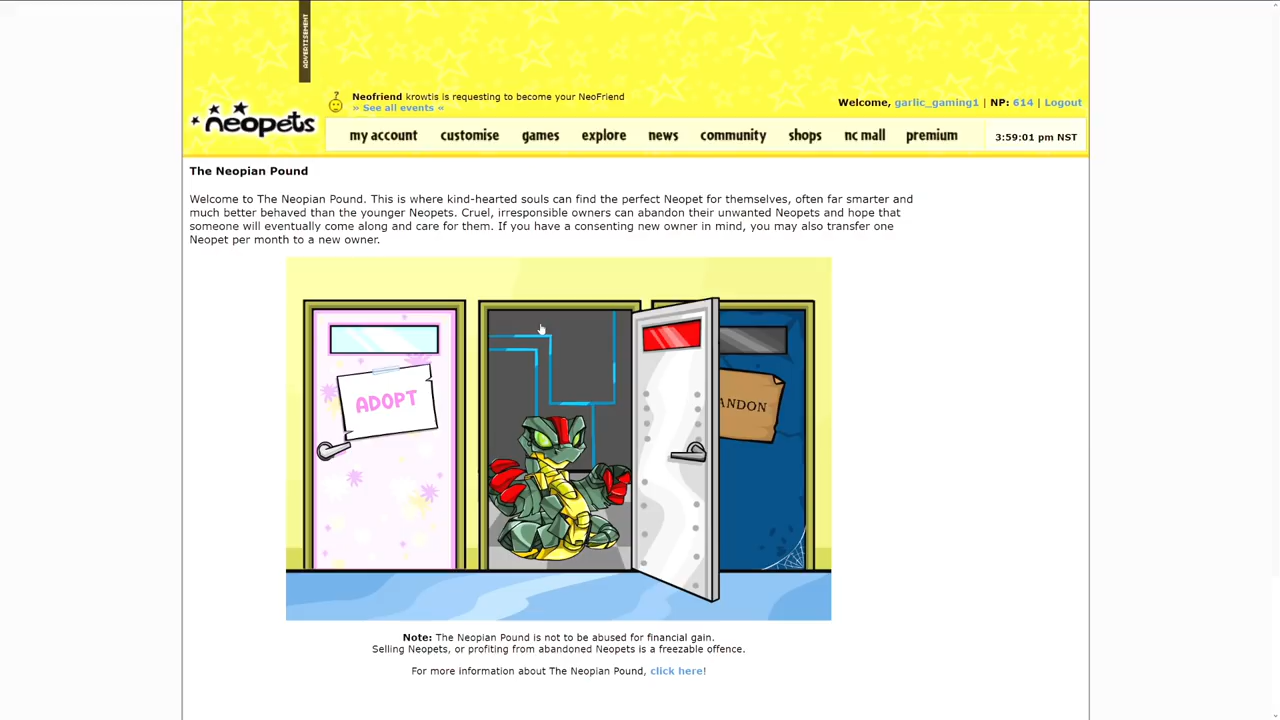 ADVERTISEMENT
Neofriend krowtis is requesting to become your NeoFriend
» See all events «
Welcome, garlic_gaming1 | NP: 614 | Logout
neopets
my account customise games explore news community shops nc mall premium 3:59:01 pm NST
The Neopian Pound
Welcome to The Neopian Pound. This is where kind-hearted souls can find the perfect Neopet for themselves, often far smarter and
much better behaved than the younger Neopets. Cruel, irresponsible owners can abandon their unwanted Neopets and hope that
someone will eventually come along and care for them. If you have a consenting new owner in mind, you may also transfer one
Neopet per month to a new owner.
ADOPT
ANDON
Note: The Neopian Pound is not to be abused for financial gain.
Selling Neopets, or profiting from abandoned Neopets is a freezable offence.
For more information about The Neopian Pound, click here!